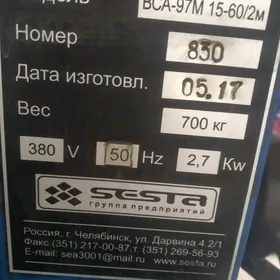 ВСА-97М 15-60/2м
Номер 830
Дата изготовл. 05.17
Вес 700 кг
380 V 50 Hz 2,7 Kw
SESTA
группа предприятий
Россия, г. Челябинск, ул. Дарвина 4.2/1
Факс (351) 217-00-87, т. (351) 269-56-93
E-mail: sea3001@mail.ru www.sesta.ru